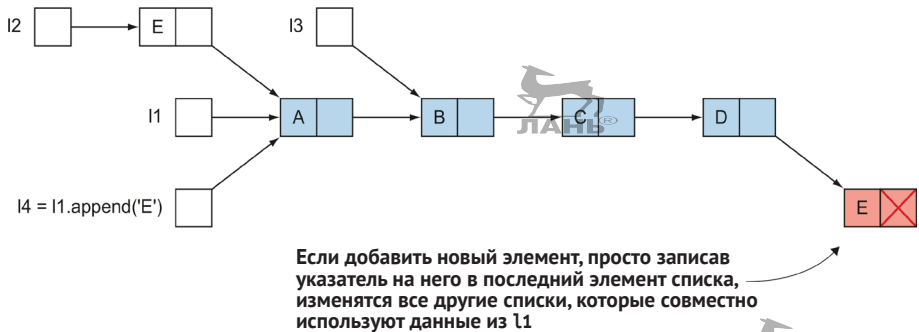 l2
E
l3
l1
A
B
C
D
ЛАНЬ®
l4 = l1.append('E')
E
Если добавить новый элемент, просто записав
указатель на него в последний элемент списка,
изменятся все другие списки, которые совместно
используют данные из l1